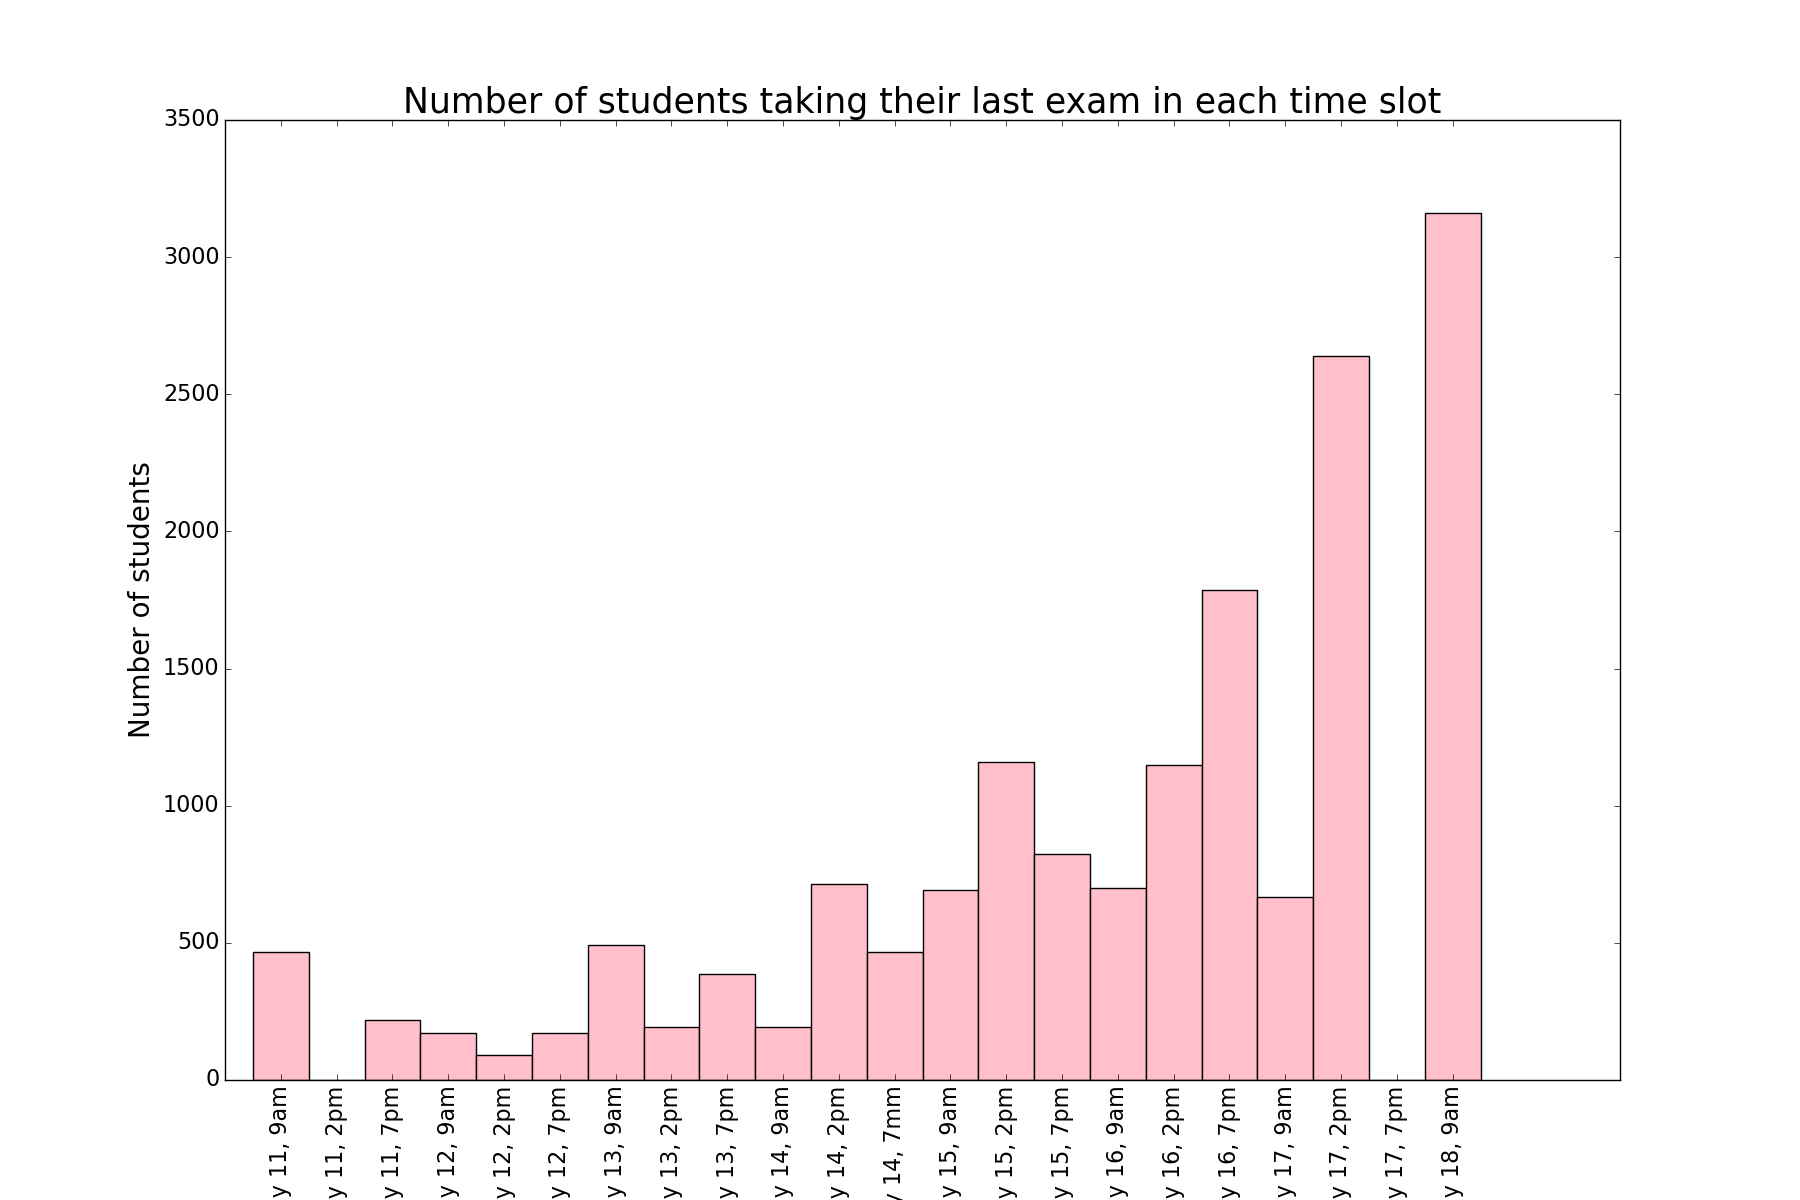 Number of students taking their last exam in each time slot
3500
3000
2500
2000
1500
1000
500
0
Number of students
y 11, 9am
y 11, 2pm
y 11, 7pm
y 12, 9am
y 12, 2pm
y 12, 7pm
y 13, 9am
y 13, 2pm
y 13, 7pm
y 14, 9am
y 14, 2pm
y 14, 7mm
y 15, 9am
y 15, 2pm
y 15, 7pm
y 16, 9am
y 16, 2pm
y 16, 7pm
y 17, 9am
y 17, 2pm
y 17, 7pm
y 18, 9am